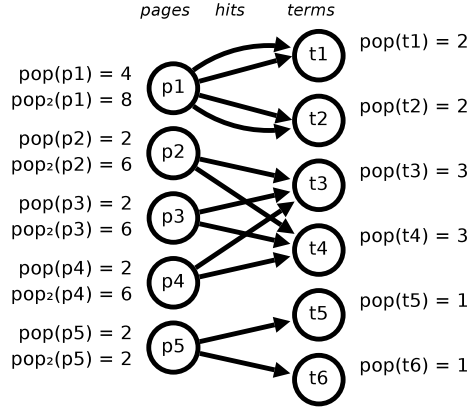 pages hits terms
pop(p1) = 4
pop₂(p1) = 8
p1
t1
pop(t1) = 2
t2
pop(t2) = 2
pop(p2) = 2
pop₂(p2) = 6
p2
t3
pop(t3) = 3
pop(p3) = 2
pop₂(p3) = 6
p3
t4
pop(t4) = 3
pop(p4) = 2
pop₂(p4) = 6
p4
t5
pop(t5) = 1
pop(p5) = 2
pop₂(p5) = 2
p5
t6
pop(t6) = 1